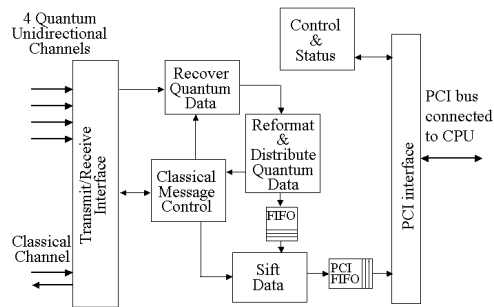 4 Quantum
Unidirectional
Channels
Transmit/Receive
Interface
Classical
Channel
Recover
Quantum
Data
Classical
Message
Control
Reformat
&
Distribute
Quantum
Data
FIFO
Sift
Data
PCI
FIFO
Control
&
Status
PCI interface
PCI bus
connected
to CPU